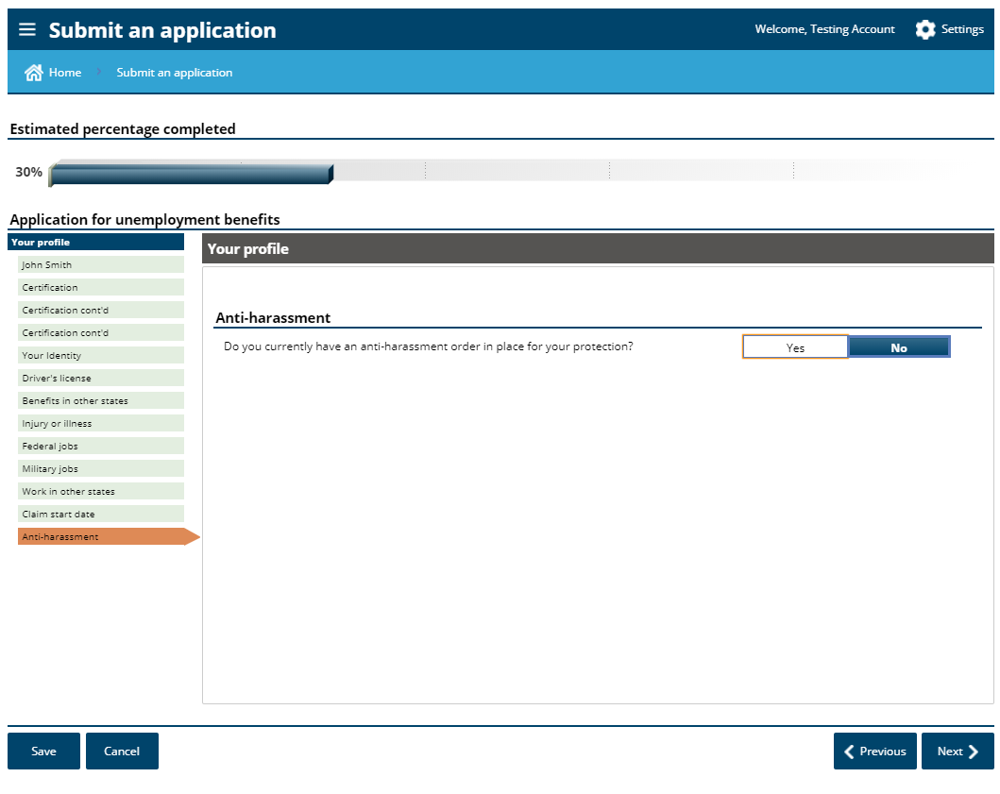 Submit an application
Welcome, Testing Account
Settings
Home
Submit an application
Estimated percentage completed
30%
Application for unemployment benefits
Your profile
John Smith
Certification
Certification cont'd
Certification cont'd
Your Identity
Driver's license
Benefits in other states
Injury or illness
Federal jobs
Military jobs
Work in other states
Claim start date
Anti-harassment
Your profile
Anti-harassment
Do you currently have an anti-harassment order in place for your protection?
Yes
No
Save
Cancel
Previous
Next